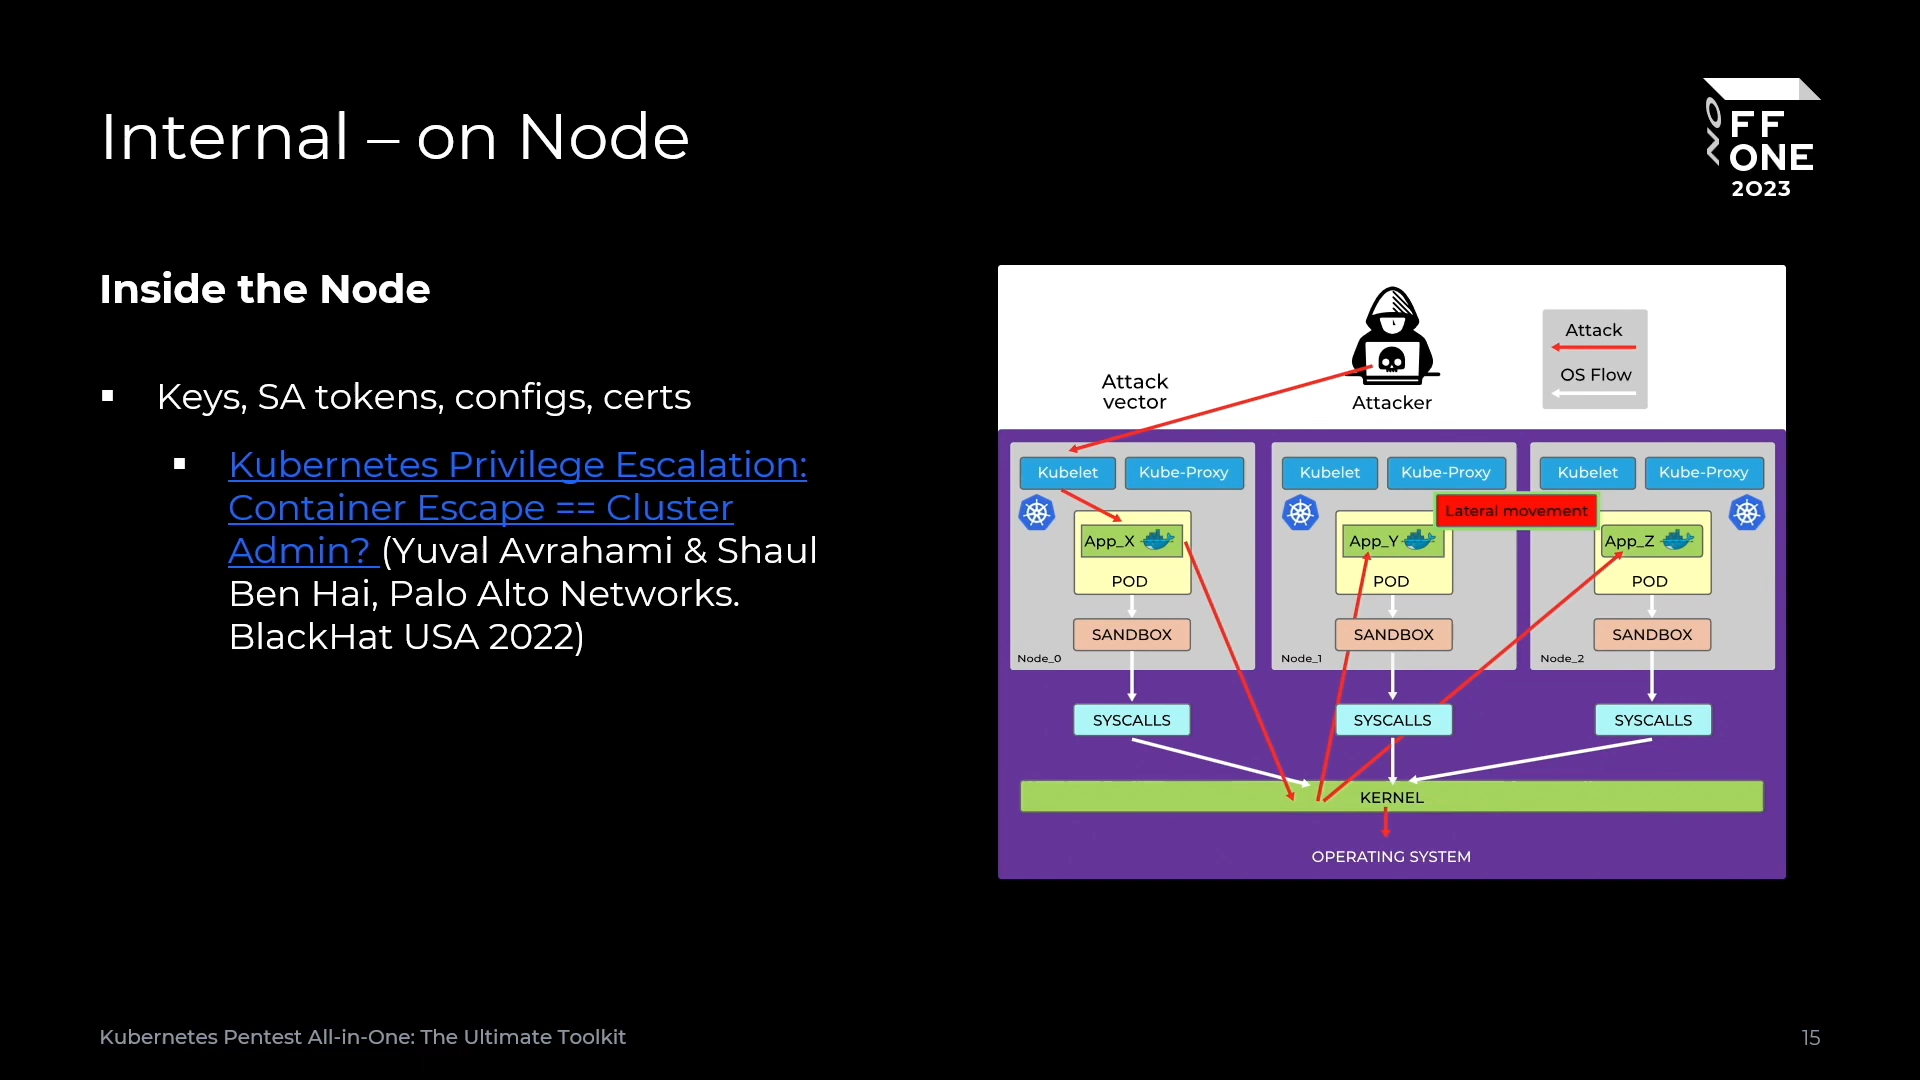 Internal – on Node
NO
FF
ONE
2023
Inside the Node
Keys, SA tokens, configs, certs
Kubernetes Privilege Escalation:
Container Escape == Cluster
Admin? (Yuval Avrahami & Shaul
Ben Hai, Palo Alto Networks.
BlackHat USA 2022)
Attack
OS Flow
Attack
vector
Attacker
Kubelet
Kube-Proxy
Kubelet
Kube-Proxy
Kubelet
Kube-Proxy
Lateral movement
App_X
App_Y
App_Z
POD
POD
POD
SANDBOX
SANDBOX
SANDBOX
Node_0
Node_1
Node_2
SYSCALLS
SYSCALLS
SYSCALLS
KERNEL
OPERATING SYSTEM
Kubernetes Pentest All-in-One: The Ultimate Toolkit
15